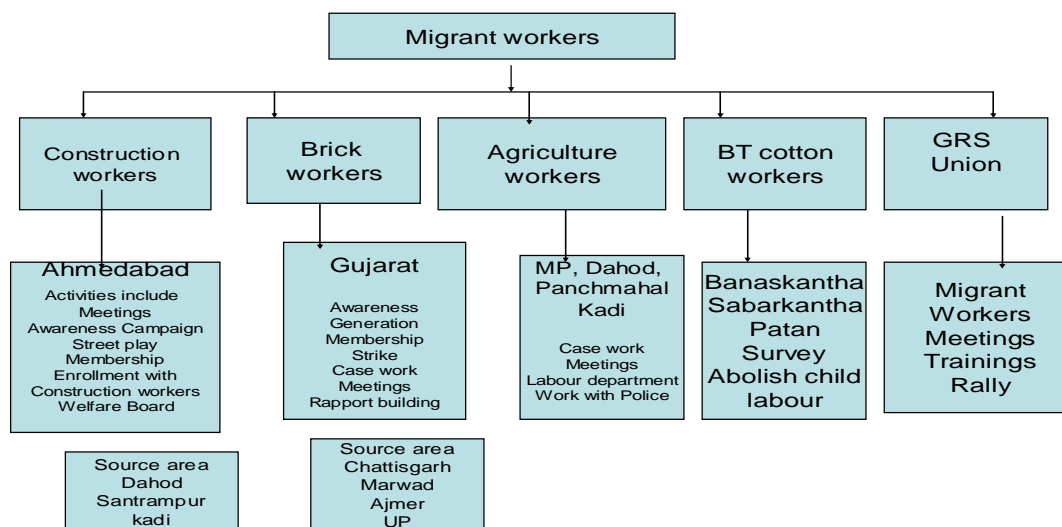 Migrant workers
Construction
workers
Brick
workers
Agriculture
workers
BT cotton
workers
GRS
Union
Ahmedabad
Activities include
Meetings
Awareness Campaign
Street play
Membership
Enrollment with
Construction workers
Welfare Board
Gujarat
Awareness
Generation
Membership
Strike
Case work
Meetings
Rapport building
MP, Dahod,
Panchmahal
Kadi
Case work
Meetings
Labour department
Work with Police
Banaskantha
Sabarkantha
Patan
Survey
Abolish child
labour
Migrant
Workers
Meetings
Trainings
Rally
Source area
Dahod
Santrampur
kadi
Source area
Chattisgarh
Marwad
Ajmer
UP